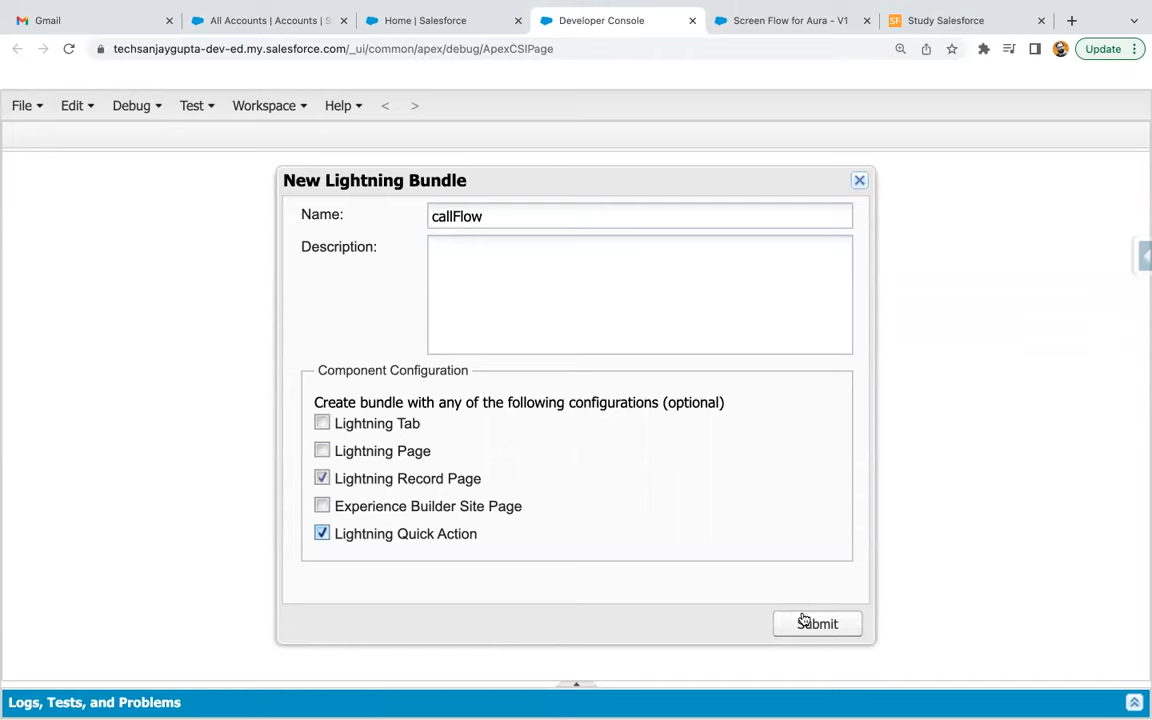 Gmail
All Accounts | Accounts | S
Home | Salesforce
Developer Console
Screen Flow for Aura - V1
Study Salesforce
techsanjaygupta-dev-ed.my.salesforce.com/_ui/common/apex/debug/ApexCSIPage
Update
File Edit Debug Test Workspace Help < >
New Lightning Bundle
Name: callFlow
Description:
Component Configuration
Create bundle with any of the following configurations (optional)
Lightning Tab
Lightning Page
Lightning Record Page
Experience Builder Site Page
Lightning Quick Action
Submit
Logs, Tests, and Problems